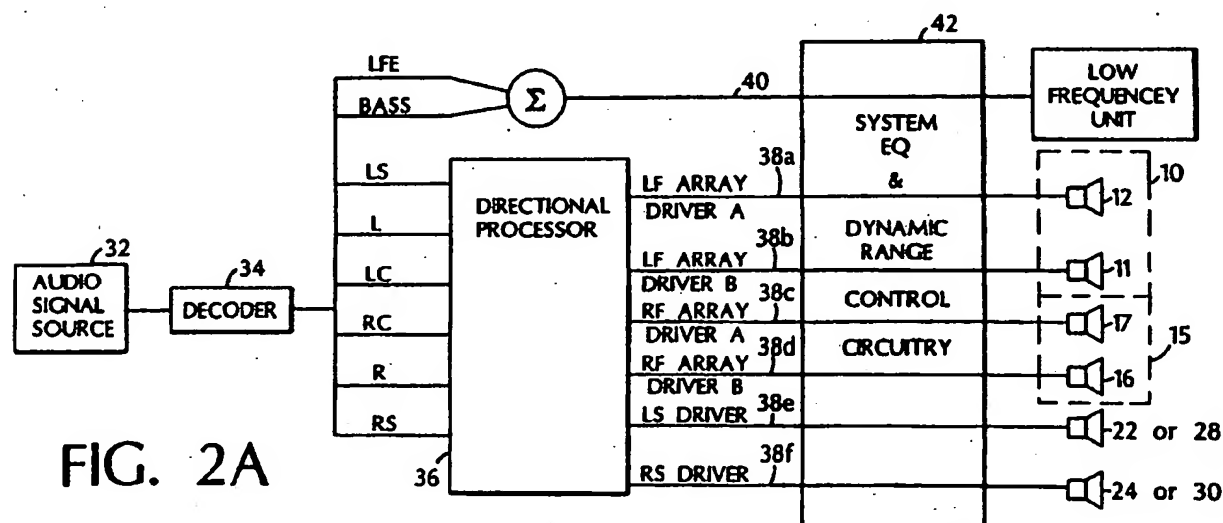 42
LFE
BASS
Σ
40
LOW
FREQUENCEY
UNIT
SYSTEM
EQ
&
DYNAMIC
RANGE
CONTROL
CIRCUITRY
32
AUDIO
SIGNAL
SOURCE
34
DECODER
LS
L
LC
RC
R
RS
DIRECTIONAL
PROCESSOR
36
LF ARRAY 38a
DRIVER A
LF ARRAY 38b
DRIVER B
RF ARRAY 38c
DRIVER A
RF ARRAY 38d
DRIVER B
LS DRIVER 38e
RS DRIVER 38f
10
12
11
17
15
16
22 or 28
24 or 30
FIG. 2A